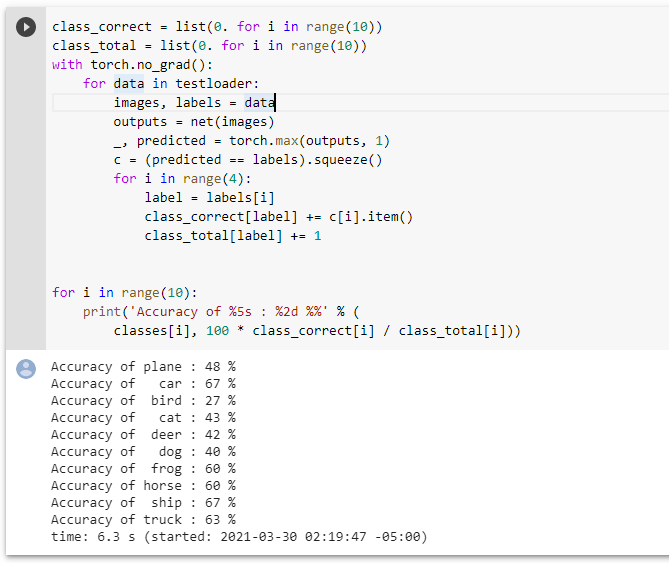 class_correct = list(0. for i in range(10))
class_total = list(0. for i in range(10))
with torch.no_grad():
    for data in testloader:
        images, labels = data
        outputs = net(images)
        _, predicted = torch.max(outputs, 1)
        c = (predicted == labels).squeeze()
        for i in range(4):
            label = labels[i]
            class_correct[label] += c[i].item()
            class_total[label] += 1
for i in range(10):
    print('Accuracy of %5s : %2d %%' % (
        classes[i], 100 * class_correct[i] / class_total[i]))
Accuracy of plane : 48 %
Accuracy of   car : 67 %
Accuracy of  bird : 27 %
Accuracy of   cat : 43 %
Accuracy of  deer : 42 %
Accuracy of   dog : 40 %
Accuracy of  frog : 60 %
Accuracy of horse : 60 %
Accuracy of  ship : 67 %
Accuracy of truck : 63 %
time: 6.3 s (started: 2021-03-30 02:19:47 -05:00)